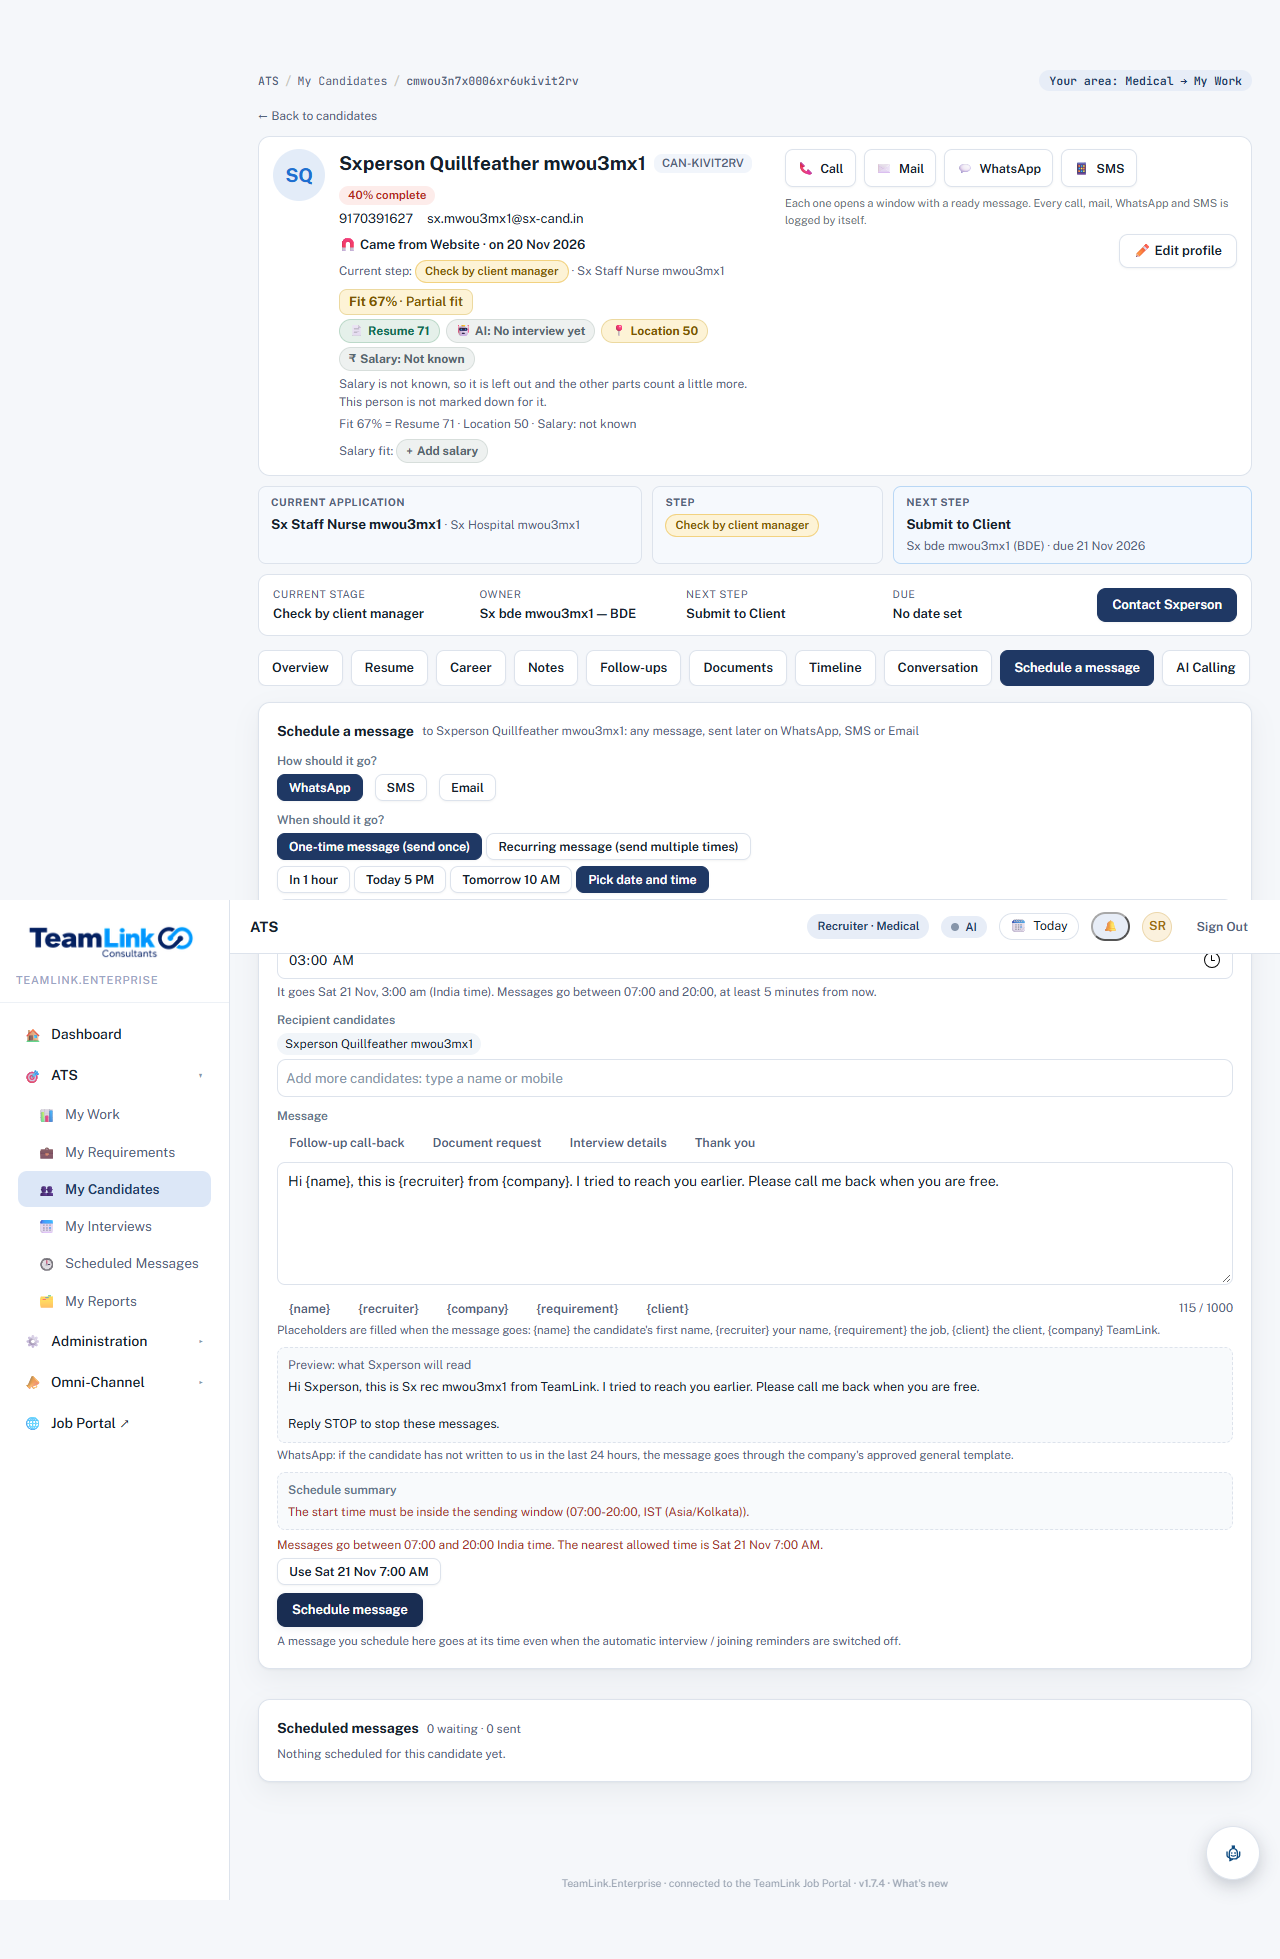 ATS / My Candidates / cmwou3n7x0006xr6ukivit2rv
Your area: Medical → My Work
← Back to candidates
SQ
Sxperson Quillfeather mwou3mx1 CAN-KIVIT2RV
40% complete
9170391627 sx.mwou3mx1@sx-cand.in
Came from Website · on 20 Nov 2026
Current step: Check by client manager · Sx Staff Nurse mwou3mx1
Fit 67% · Partial fit
Resume 71 AI: No interview yet Location 50
₹ Salary: Not known
Salary is not known, so it is left out and the other parts count a little more.
This person is not marked down for it.
Fit 67% = Resume 71 · Location 50 · Salary: not known
Salary fit: + Add salary
Call Mail WhatsApp SMS
Each one opens a window with a ready message. Every call, mail, WhatsApp and SMS is
logged by itself.
Edit profile
CURRENT APPLICATION
Sx Staff Nurse mwou3mx1 · Sx Hospital mwou3mx1
STEP
Check by client manager
NEXT STEP
Submit to Client
Sx bde mwou3mx1 (BDE) · due 21 Nov 2026
CURRENT STAGE
Check by client manager
OWNER
Sx bde mwou3mx1 — BDE
NEXT STEP
Submit to Client
DUE
No date set
Contact Sxperson
Overview Resume Career Notes Follow-ups Documents Timeline Conversation Schedule a message AI Calling
Schedule a message to Sxperson Quillfeather mwou3mx1: any message, sent later on WhatsApp, SMS or Email
How should it go?
WhatsApp SMS Email
When should it go?
One-time message (send once) Recurring message (send multiple times)
In 1 hour Today 5 PM Tomorrow 10 AM Pick date and time
TeamLink
Consultants
TEAMLINK.ENTERPRISE
ATS
Recruiter · Medical AI Today SR Sign Out
Dashboard
ATS
My Work
My Requirements
My Candidates
My Interviews
Scheduled Messages
My Reports
Administration
Omni-Channel
Job Portal ↗
03:00 AM
It goes Sat 21 Nov, 3:00 am (India time). Messages go between 07:00 and 20:00, at least 5 minutes from now.
Recipient candidates
Sxperson Quillfeather mwou3mx1
Add more candidates: type a name or mobile
Message
Follow-up call-back Document request Interview details Thank you
Hi {name}, this is {recruiter} from {company}. I tried to reach you earlier. Please call me back when you are free.
{name} {recruiter} {company} {requirement} {client}
115 / 1000
Placeholders are filled when the message goes: {name} the candidate's first name, {recruiter} your name, {requirement} the job, {client} the client, {company} TeamLink.
Preview: what Sxperson will read
Hi Sxperson, this is Sx rec mwou3mx1 from TeamLink. I tried to reach you earlier. Please call me back when you are free.
Reply STOP to stop these messages.
WhatsApp: if the candidate has not written to us in the last 24 hours, the message goes through the company's approved general template.
Schedule summary
The start time must be inside the sending window (07:00-20:00, IST (Asia/Kolkata)).
Messages go between 07:00 and 20:00 India time. The nearest allowed time is Sat 21 Nov 7:00 AM.
Use Sat 21 Nov 7:00 AM
Schedule message
A message you schedule here goes at its time even when the automatic interview / joining reminders are switched off.
Scheduled messages 0 waiting · 0 sent
Nothing scheduled for this candidate yet.
TeamLink.Enterprise · connected to the TeamLink Job Portal · v1.7.4 · What's new